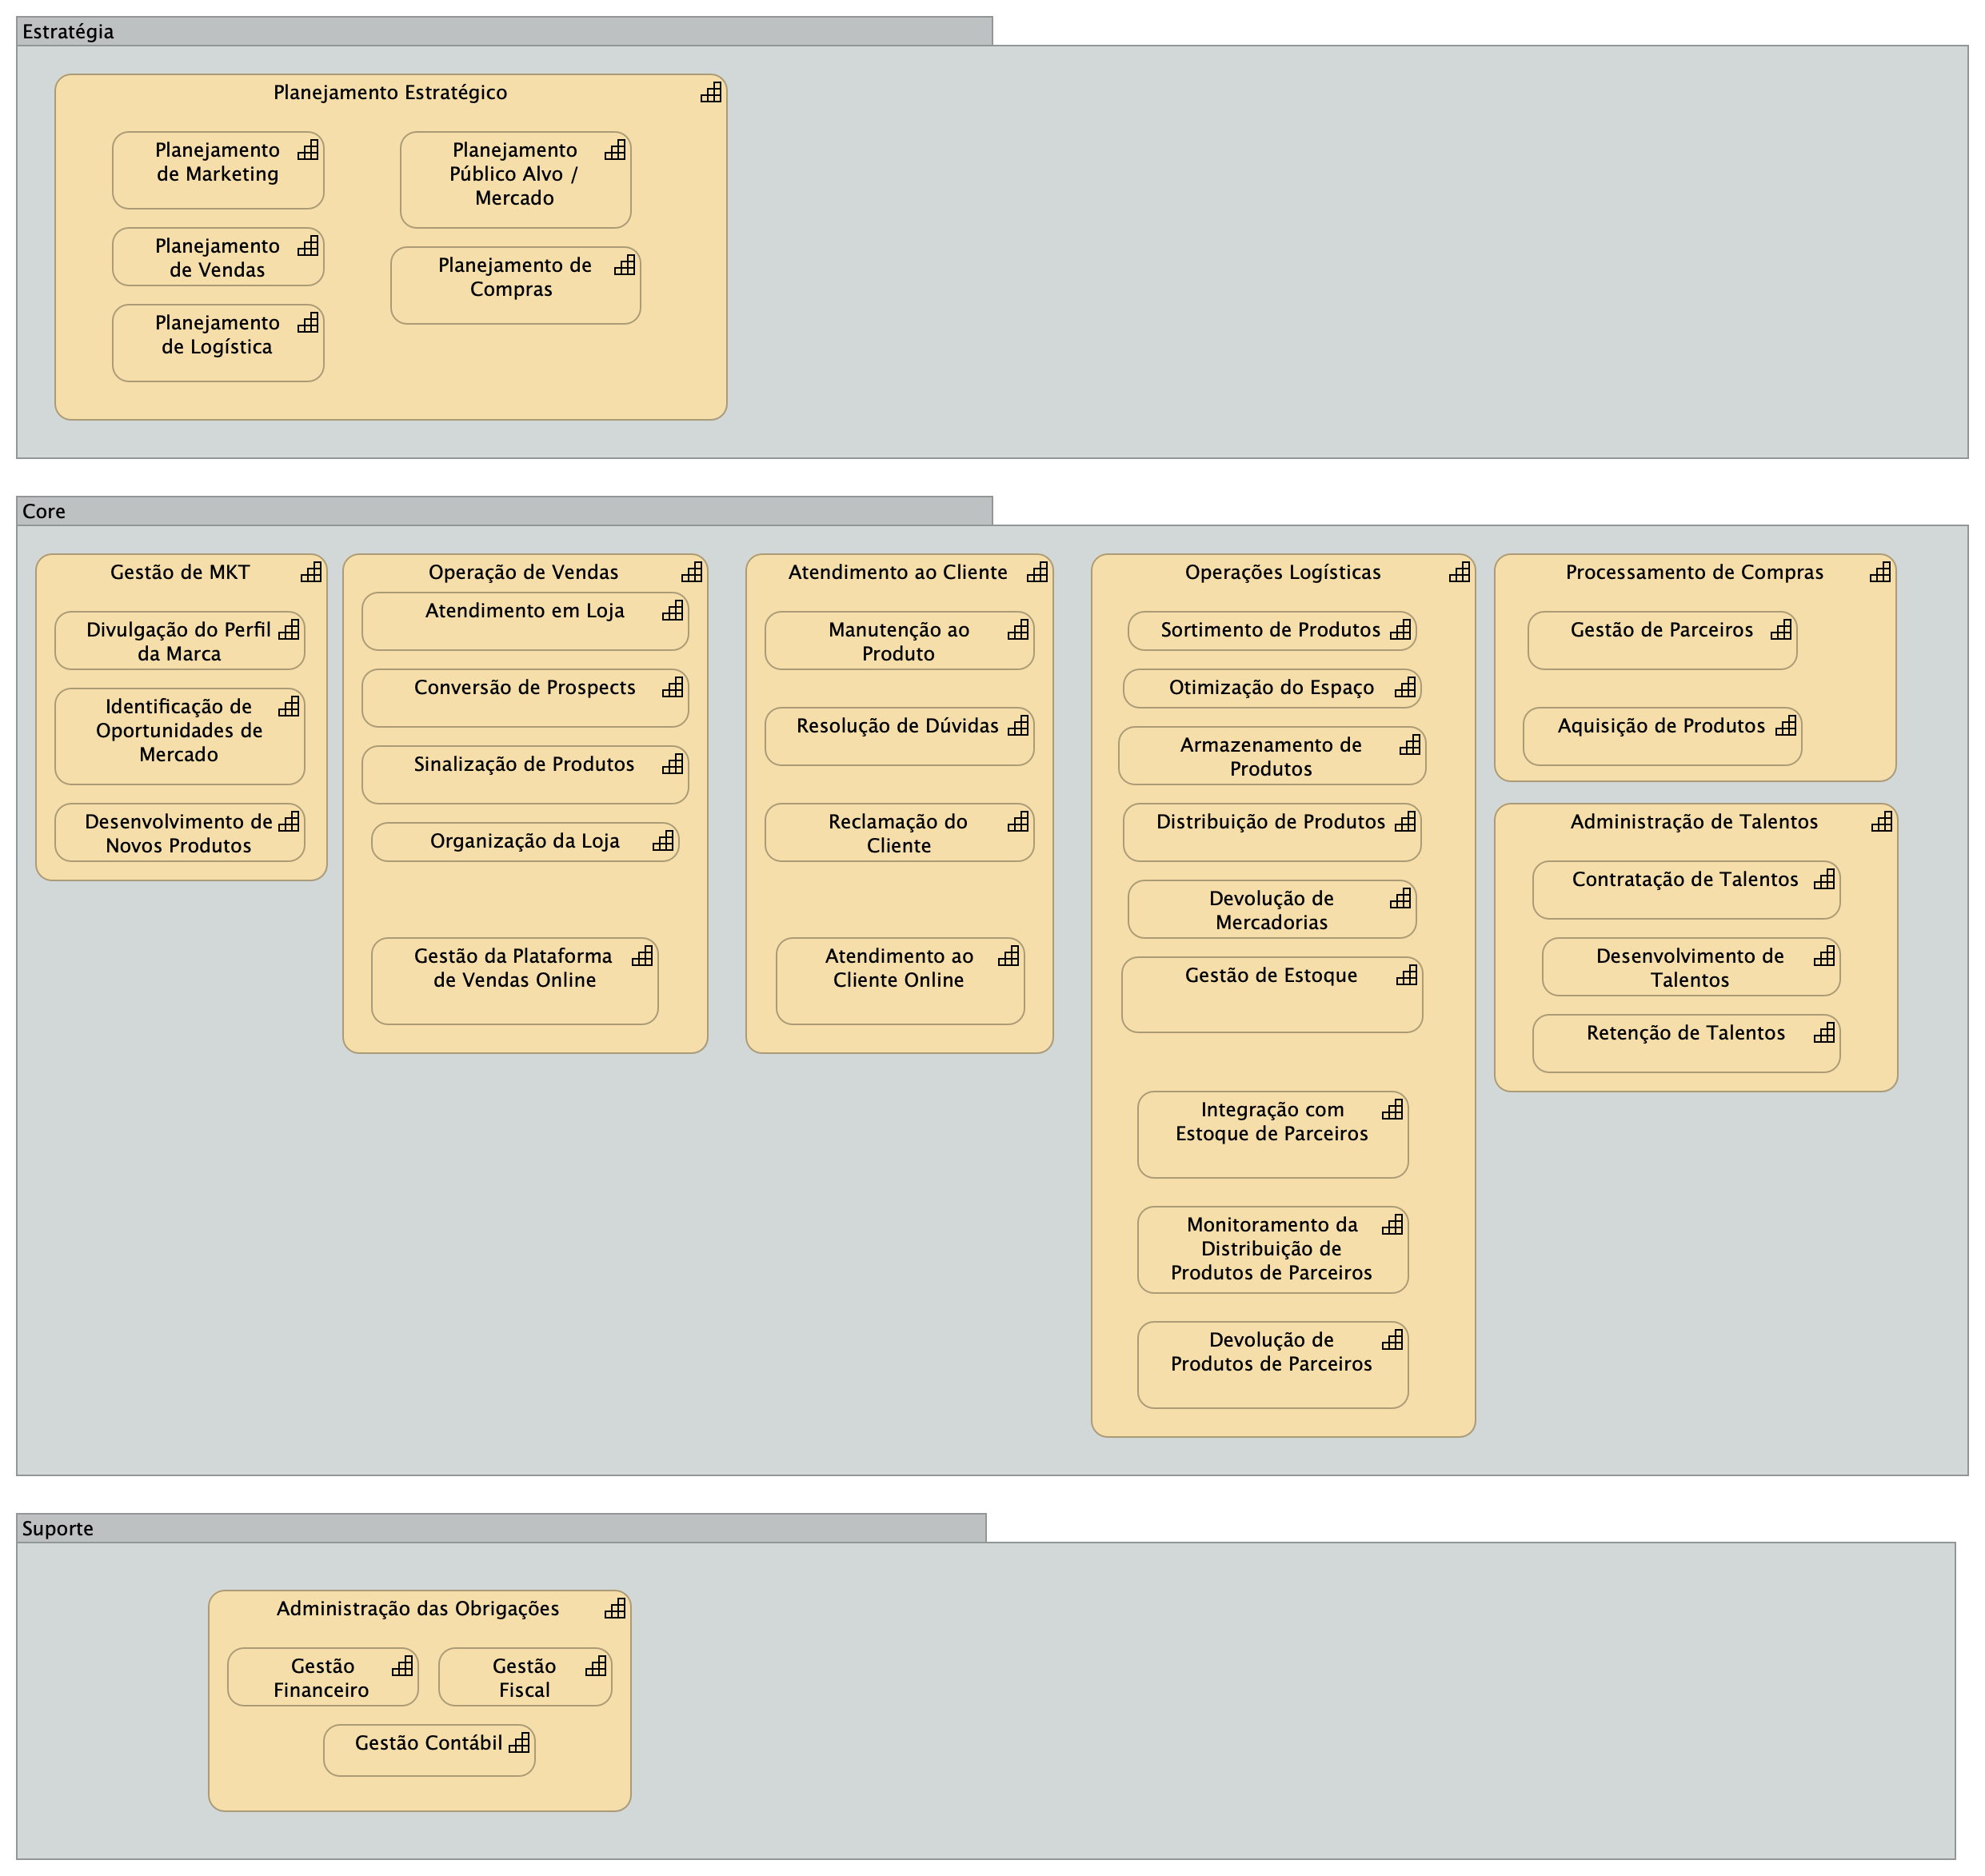 Estratégia
Planejamento Estratégico
Planejamento
de Marketing
Planejamento
Público Alvo /
Mercado
Planejamento
de Vendas
Planejamento de
Compras
Planejamento
de Logística
Core
Gestão de MKT
Divulgação do Perfil
da Marca
Identificação de
Oportunidades de
Mercado
Desenvolvimento de
Novos Produtos
Operação de Vendas
Atendimento em Loja
Conversão de Prospects
Sinalização de Produtos
Organização da Loja
Gestão da Plataforma
de Vendas Online
Atendimento ao Cliente
Manutenção ao
Produto
Resolução de Dúvidas
Reclamação do
Cliente
Atendimento ao
Cliente Online
Operações Logísticas
Sortimento de Produtos
Otimização do Espaço
Armazenamento de
Produtos
Distribuição de Produtos
Devolução de
Mercadorias
Gestão de Estoque
Integração com
Estoque de Parceiros
Monitoramento da
Distribuição de
Produtos de Parceiros
Devolução de
Produtos de Parceiros
Processamento de Compras
Gestão de Parceiros
Aquisição de Produtos
Administração de Talentos
Contratação de Talentos
Desenvolvimento de
Talentos
Retenção de Talentos
Suporte
Administração das Obrigações
Gestão
Financeiro
Gestão
Fiscal
Gestão Contábil